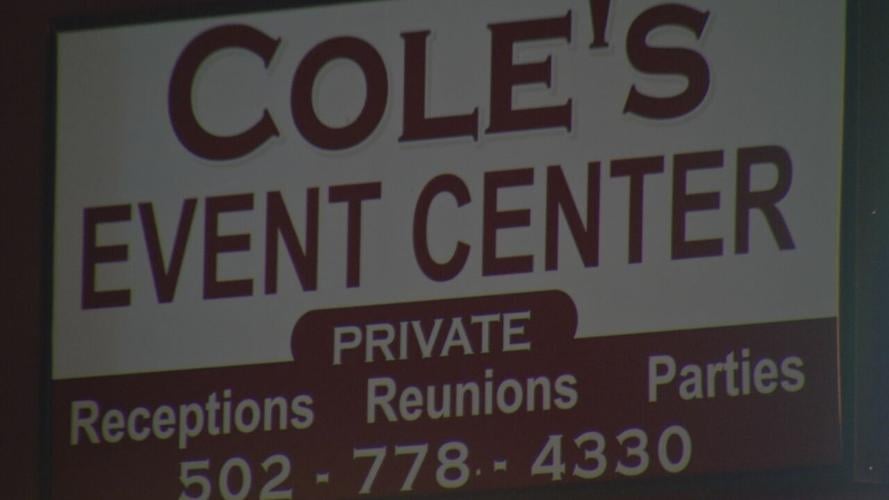 COLE'S
EVENT CENTER
PRIVATE
Receptions Reunions Parties
502 - 778 - 4330